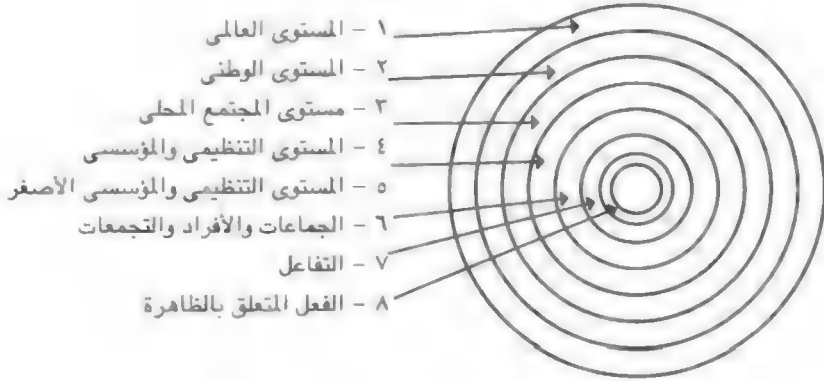 ١ - المستوى العالمى
٢ - المستوى الوطنى
٣ - مستوى المجتمع المحلى
٤ - المستوى التنظيمى والمؤسسى
٥ - المستوى التنظيمى والمؤسسى الأصغر
٦ - الجماعات والأفراد والتجمعات
٧ - التفاعل
٨ - الفعل المتعلق بالظاهرة